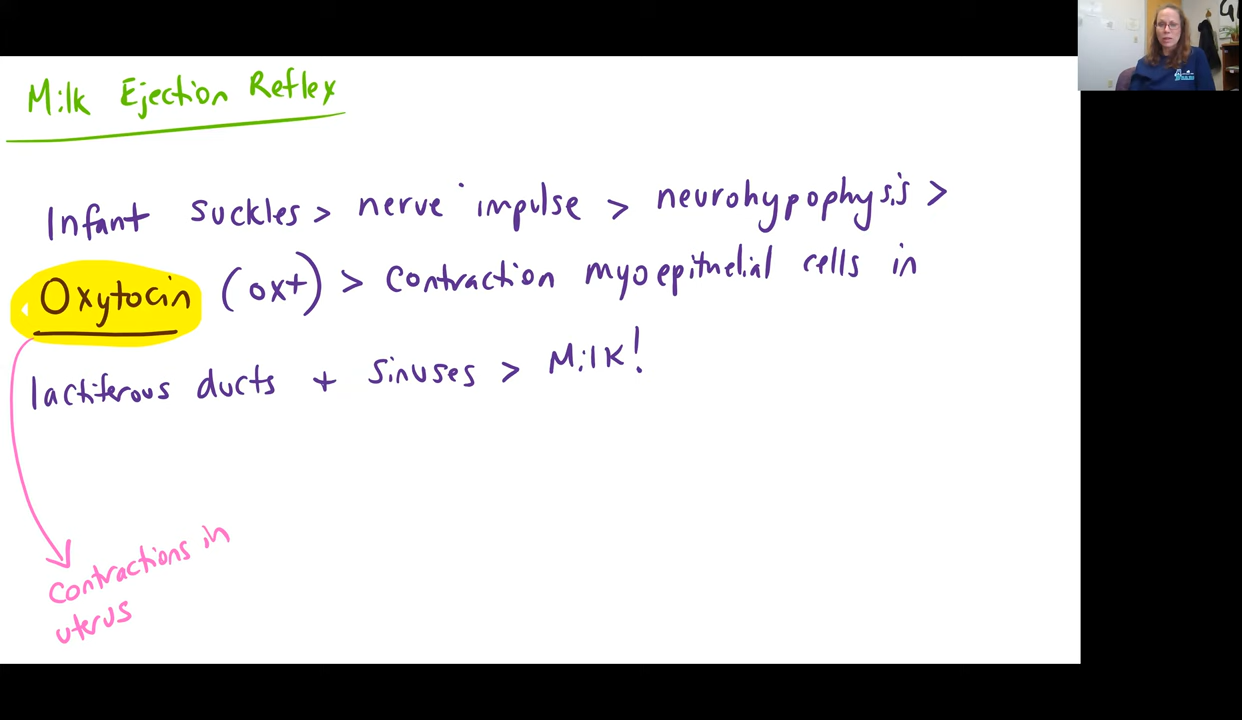 Milk Ejection Reflex
Infant suckles > nerve impulse > neurohypophysis >
Oxytocin (oxt) > contraction myoepithelial cells in
lactiferous ducts + sinuses > Milk!
Contractions in
uterus